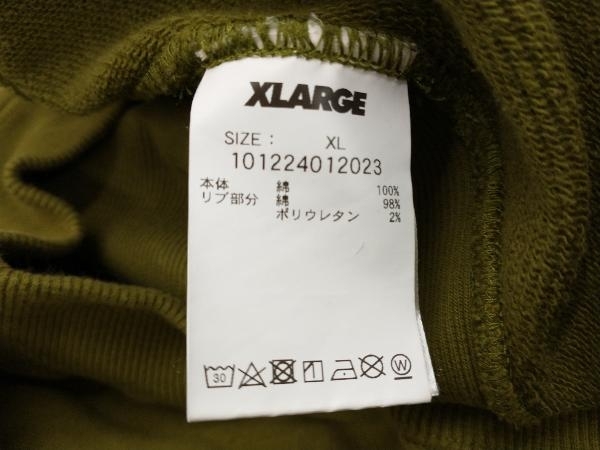 XLARGE
SIZE : XL
101224012023
本体 綿 100%
リブ部分 綿 98%
ポリウレタン 2%
30
W